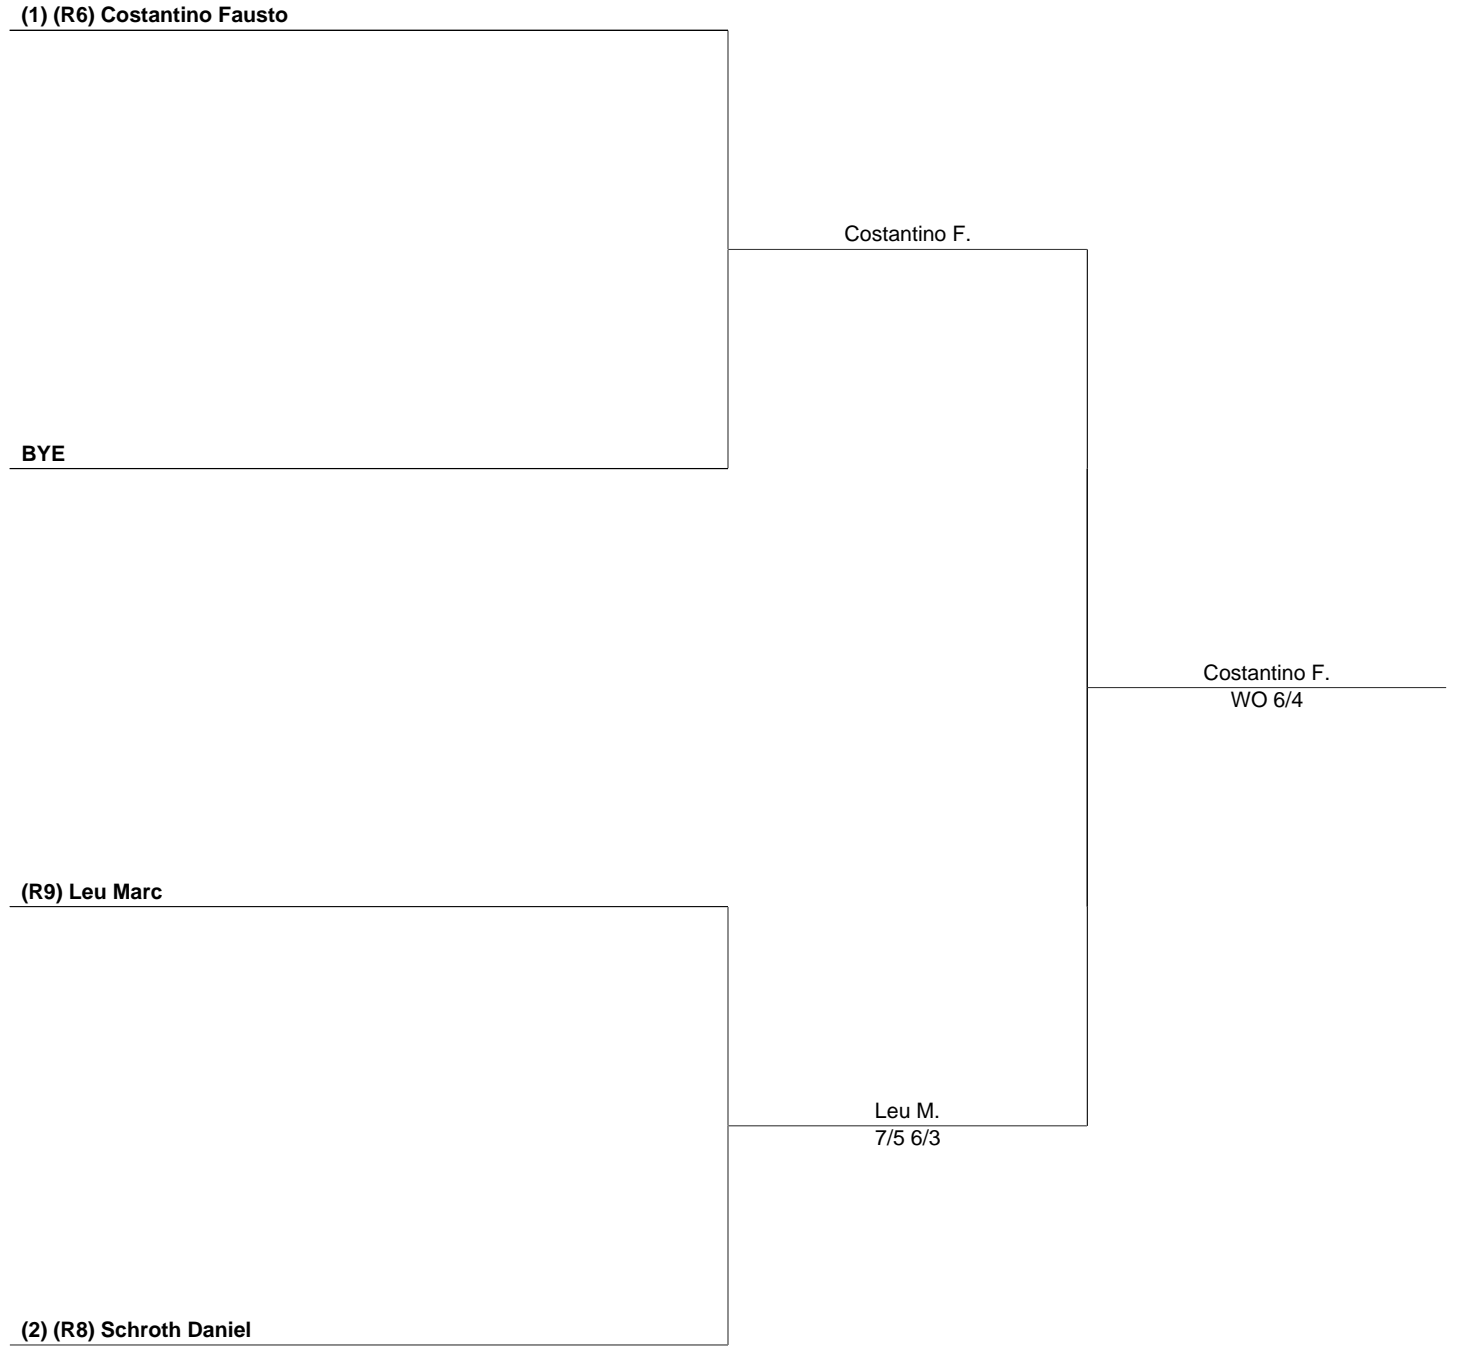 (1) (R6) Costantino Fausto
Costantino F.
BYE
Costantino F.
WO 6/4
(R9) Leu Marc
Leu M.
7/5 6/3
(2) (R8) Schroth Daniel